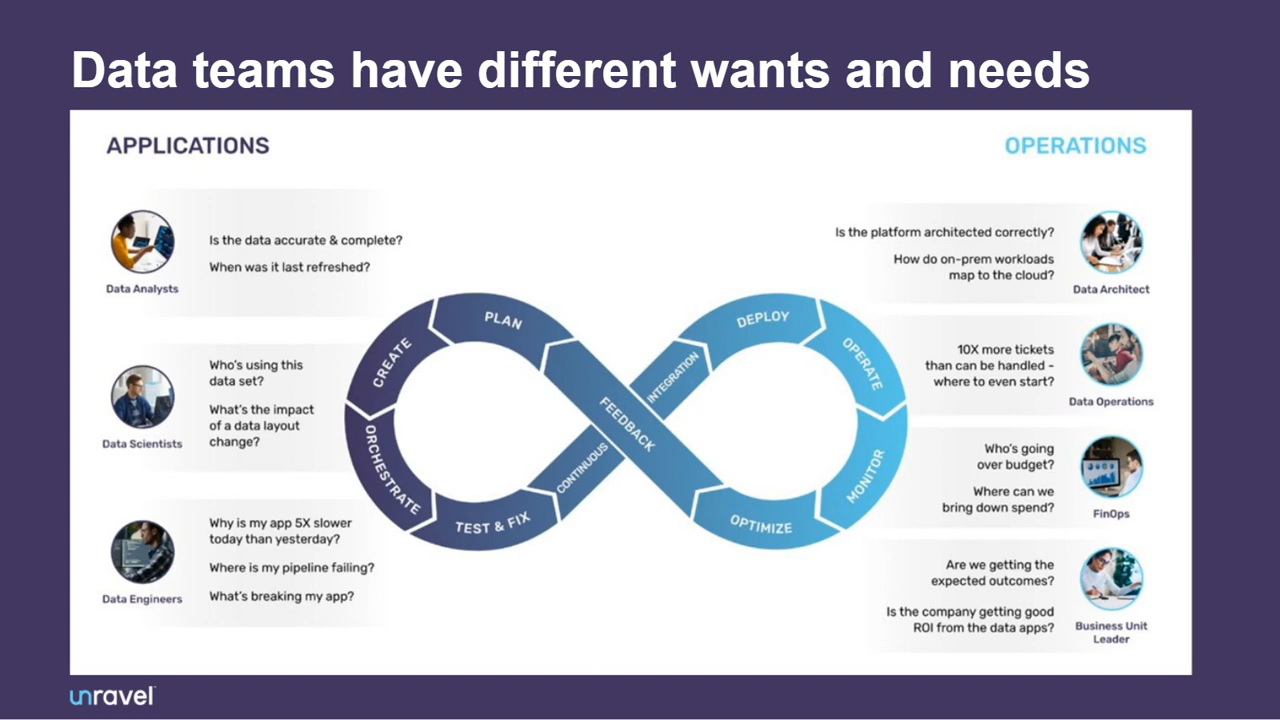 Data teams have different wants and needs
APPLICATIONS
OPERATIONS
Is the data accurate & complete?
When was it last refreshed?
Data Analysts
Who's using this
data set?
What's the impact
of a data layout
change?
Data Scientists
Why is my app 5X slower
today than yesterday?
Where is my pipeline failing?
What's breaking my app?
Data Engineers
PLAN
CREATE
ORCHESTRATE
TEST & FIX
CONTINUOUS
INTEGRATION
FEEDBACK
DEPLOY
OPERATE
MONITOR
OPTIMIZE
Is the platform architected correctly?
How do on-prem workloads
map to the cloud?
Data Architect
10X more tickets
than can be handled -
where to even start?
Data Operations
Who's going
over budget?
Where can we
bring down spend?
FinOps
Are we getting the
expected outcomes?
Is the company getting good
ROI from the data apps?
Business Unit
Leader
unravel